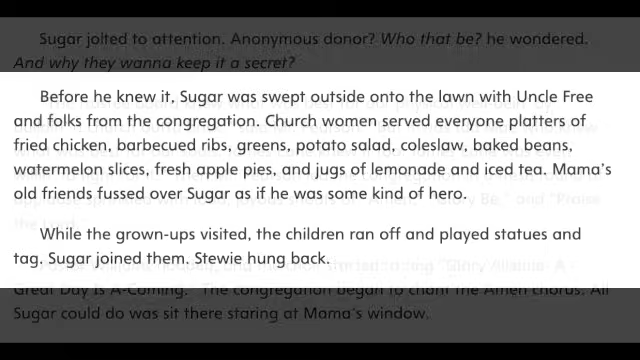 Sugar jolted to attention. Anonymous donor? Who that be? he wondered.
And why they wanna keep it a secret?
Before he knew it, Sugar was swept outside onto the lawn with Uncle Free
and folks from the congregation. Church women served everyone platters of
fried chicken, barbecued ribs, greens, potato salad, coleslaw, baked beans,
watermelon slices, fresh apple pies, and jugs of lemonade and iced tea. Mama's
old friends fussed over Sugar as if he was some kind of hero.
While the grown-ups visited, the children ran off and played statues and
tag. Sugar joined them. Stewie hung back.
Great Day Is A-Coming." The congregation began to chant the Amen chorus. All
Sugar could do was sit there staring at Mama's window.